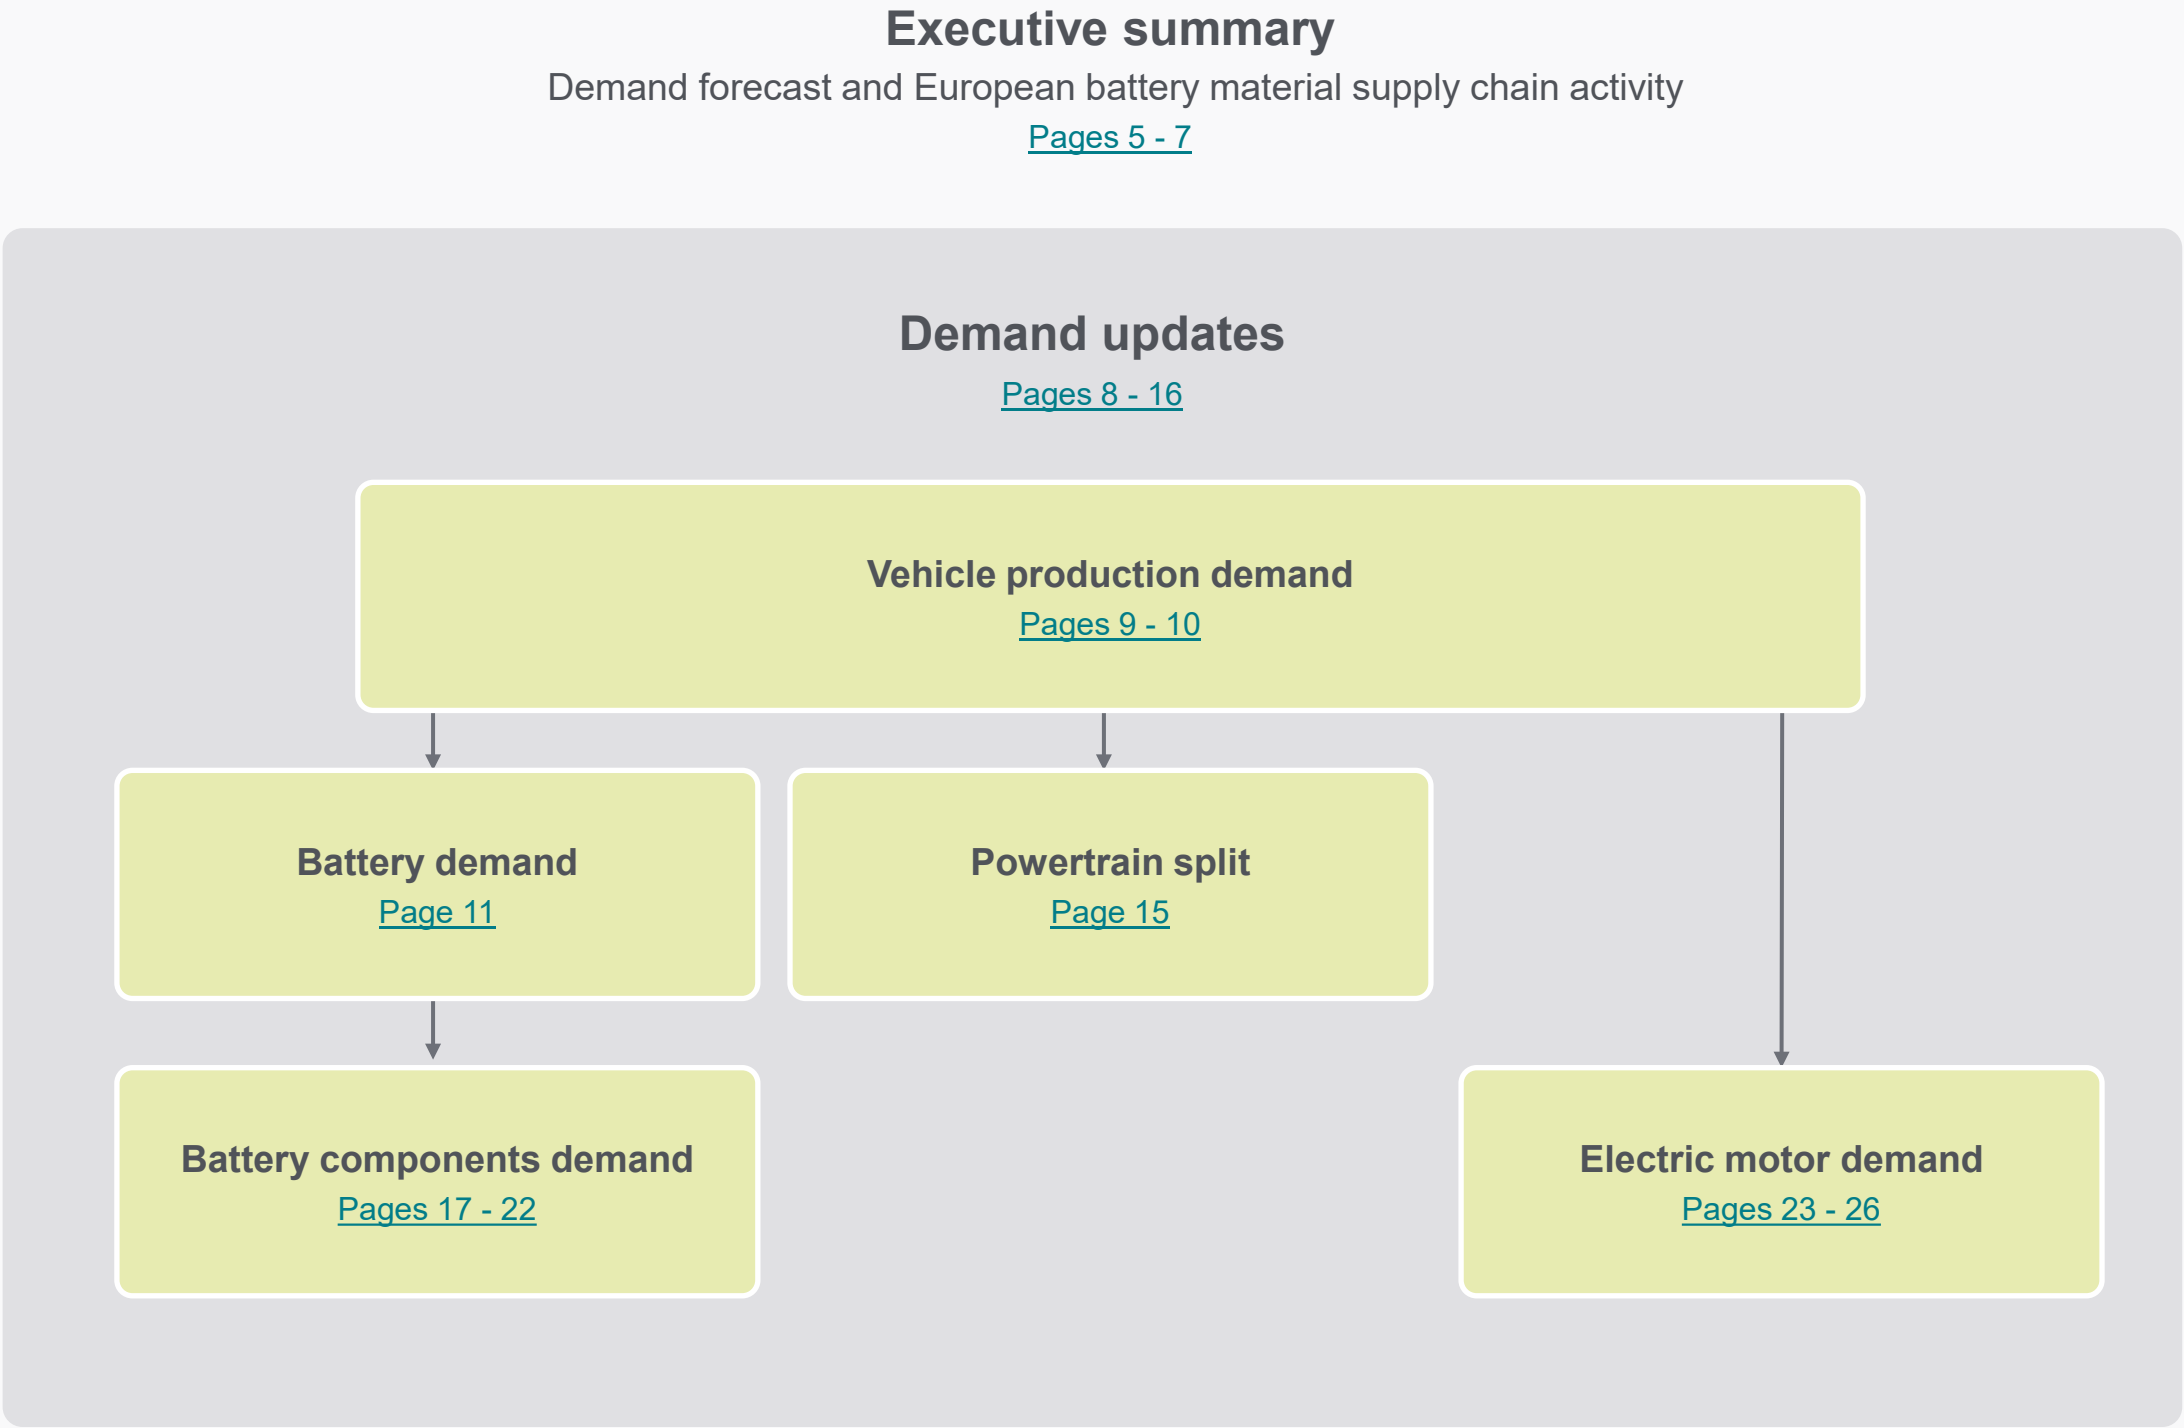 Executive summary
Demand forecast and European battery material supply chain activity
Pages 5 - 7
Demand updates
Pages 8 - 16
Vehicle production demand
Pages 9 - 10
Battery demand
Page 11
Powertrain split
Page 15
Battery components demand
Pages 17 - 22
Electric motor demand
Pages 23 - 26